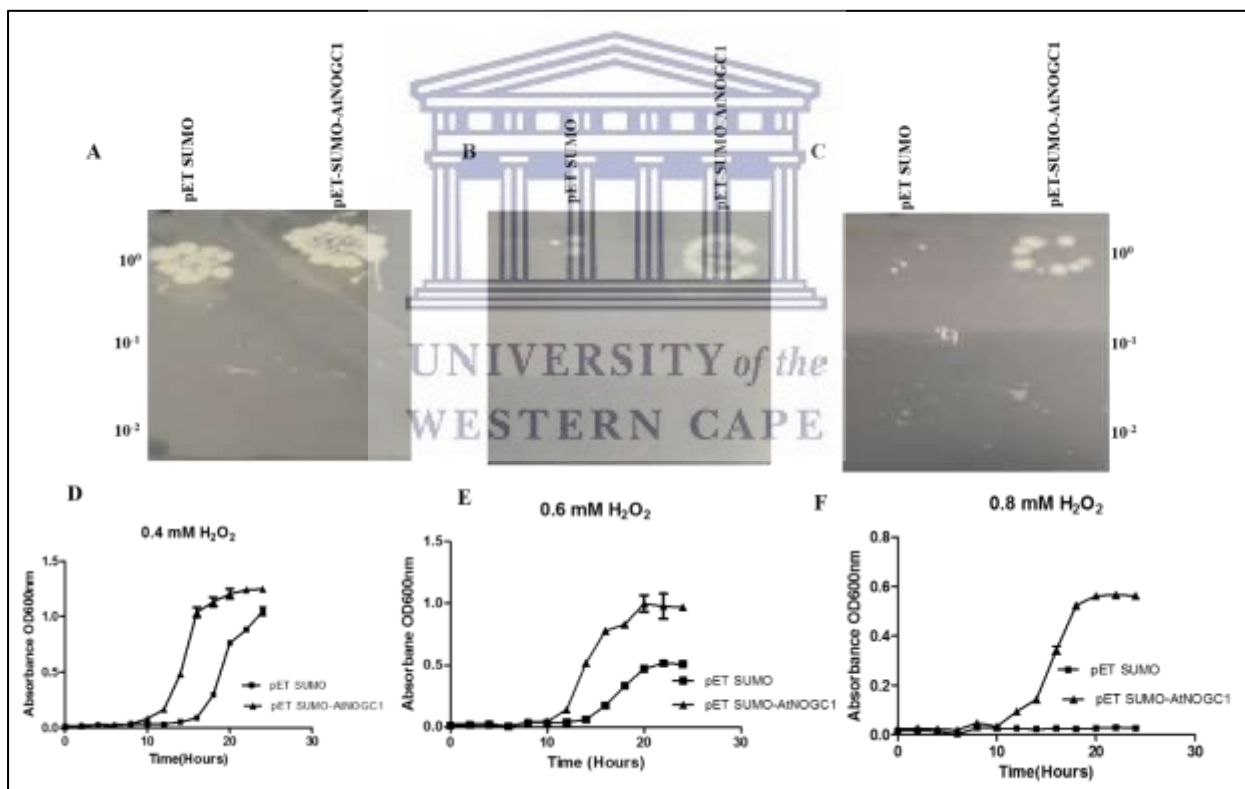 A
pET SUMO
pET-SUMO-AtNOGC1
B
pET SUMO
pET SUMO AtNOGC1
C
pET SUMO
pET-SUMO-AtNOGC1
10⁰
10⁻¹
10⁻²
10⁰
10⁻¹
10⁻²
UNIVERSITY of the
WESTERN CAPE
D
0.4 mM H₂O₂
Absorbance OD600nm
1.5
1.0
0.5
0.0
0 10 20 30
Time(Hours)
pET SUMO
pET SUMO-AtNOGC1
E
0.6 mM H₂O₂
Absorbane OD600nm
1.5
1.0
0.5
0.0
0 10 20 30
Time (Hours)
pET SUMO
pET SUMO-AtNOGC1
F
0.8 mM H₂O₂
Absorbance OD600nm
0.8
0.6
0.4
0.2
0.0
0 10 20 30
Time(Hours)
pET SUMO
pET SUMO-AtNOGC1